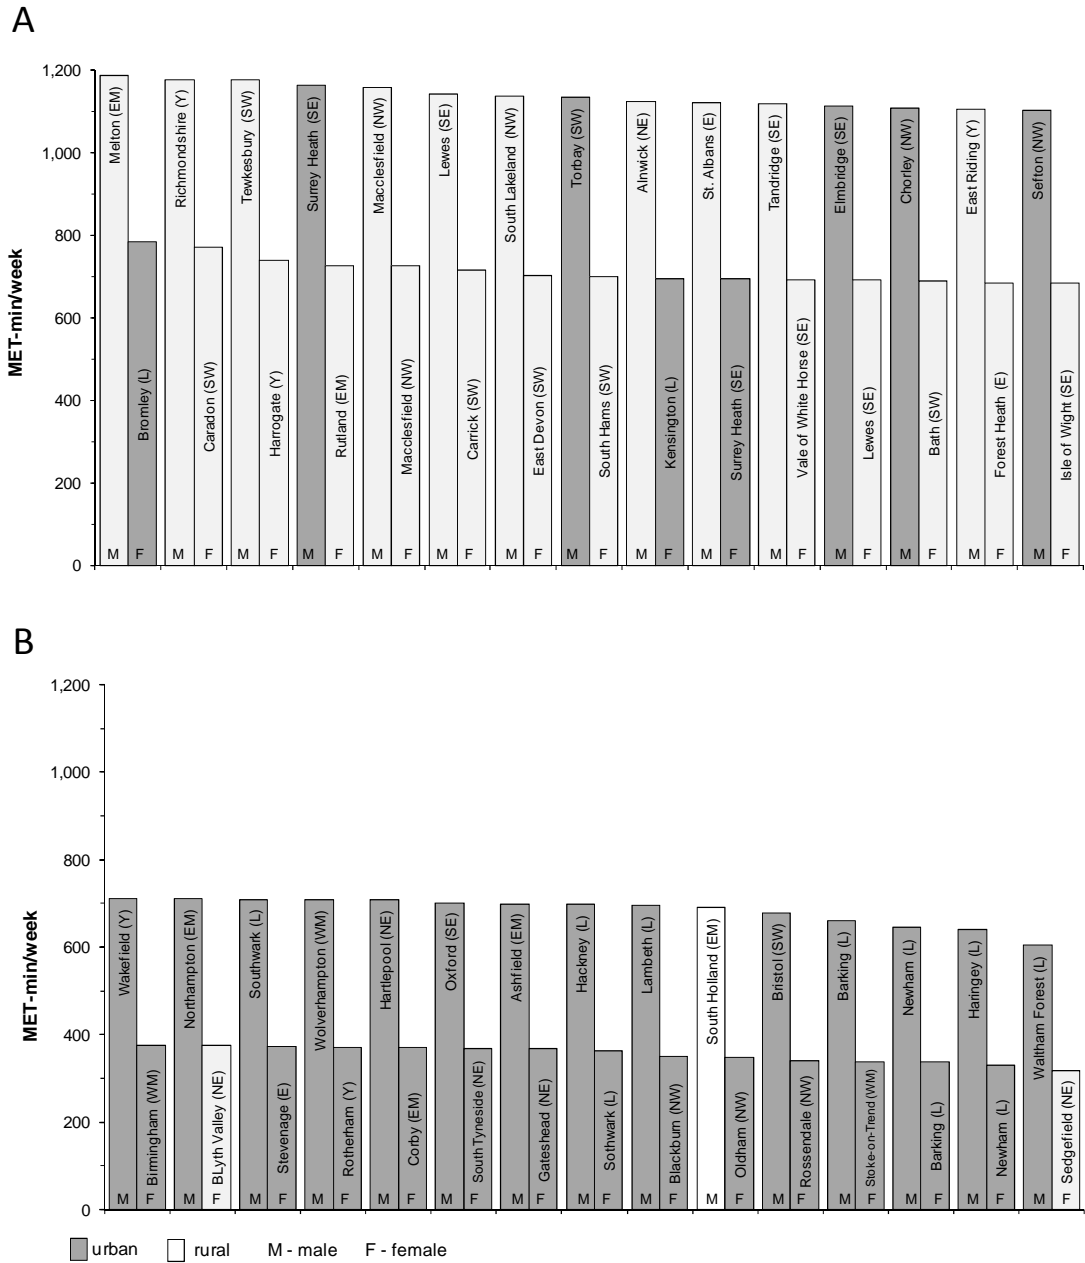 A
1,200
1,000
800
600
400
200
0
MET-min/week
Melton (EM)
Bromley (L)
Richmondshire (Y)
Caradon (SW)
Tewkesbury (SW)
Harrogate (Y)
Surrey Heath (SE)
Rutland (EM)
Macclesfield (NW)
Macclesfield (NW)
Lewes (SE)
Carrick (SW)
South Lakeland (NW)
East Devon (SW)
Torbay (SW)
South Hams (SW)
Alnwick (NE)
Kensington (L)
St. Albans (E)
Surrey Heath (SE)
Tandridge (SE)
Vale of White Horse (SE)
Elmbridge (SE)
Lewes (SE)
Chorley (NW)
Bath (SW)
East Riding (Y)
Forest Heath (E)
Sefton (NW)
Isle of Wight (SE)
M F M F M F M F M F M F M F M F M F M F M F M F M F M F M F
B
1,200
1,000
800
600
400
200
0
MET-min/week
Wakefield (Y)
Birmingham (WM)
Northampton (EM)
BLyth Valley (NE)
Southwark (L)
Stevenage (E)
Wolverhampton (WM)
Rotherham (Y)
Hartlepool (NE)
Corby (EM)
Oxford (SE)
South Tyneside (NE)
Ashfield (EM)
Gateshead (NE)
Hackney (L)
Sothwark (L)
Lambeth (L)
Blackburn (NW)
South Holland (EM)
Oldham (NW)
Bristol (SW)
Rossendale (NW)
Barking (L)
Stoke-on-Trend (WM)
Newham (L)
Barking (L)
Haringey (L)
Newham (L)
Waltham Forest (L)
Sedgefield (NE)
M F M F M F M F M F M F M F M F M F M F M F M F M F M F M F
urban rural M - male F - female